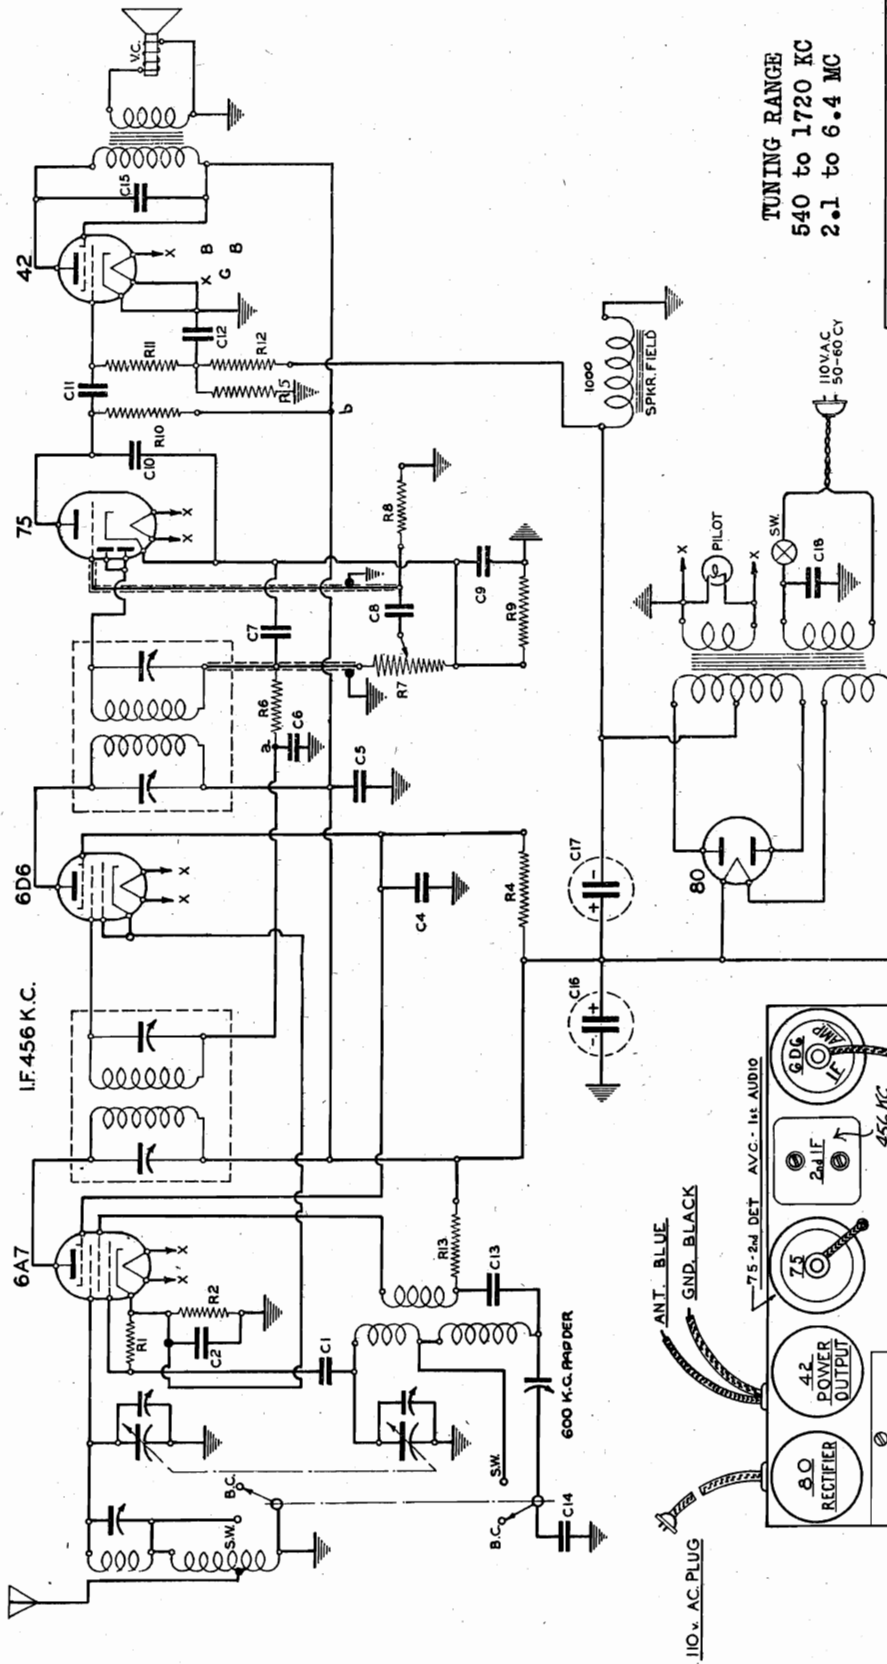 V.C.
42
C15
X
B B
X G
C12
R12
R11
C11
R15
R10
C10
b
75
X
X
R8
C8
C9
R9
C7
R7
R6
a
C6
C5
6D6
X
X
C4
R4
I.F. 456 K.C.
6A7
X
X
R13
C13
R1
R2
C2
C1
600 K.C. PADDER
S.W.
B.C.
S.W.
B.C.
C14
C17
+ -
C16
- +
1000
SPKR. FIELD
TUNING RANGE
540 to 1720 KC
2.1 to 6.4 MC
110V.A.C
50-60 CY
SW.
C18
PILOT
X
X
80
110v. AC. PLUG
ANT. BLUE
GND. BLACK
75-2nd DET AVC.- 1st AUDIO
80
RECTIFIER
42
POWER
OUTPUT
75
2nd IF
6D6
IF AMP
456 KC